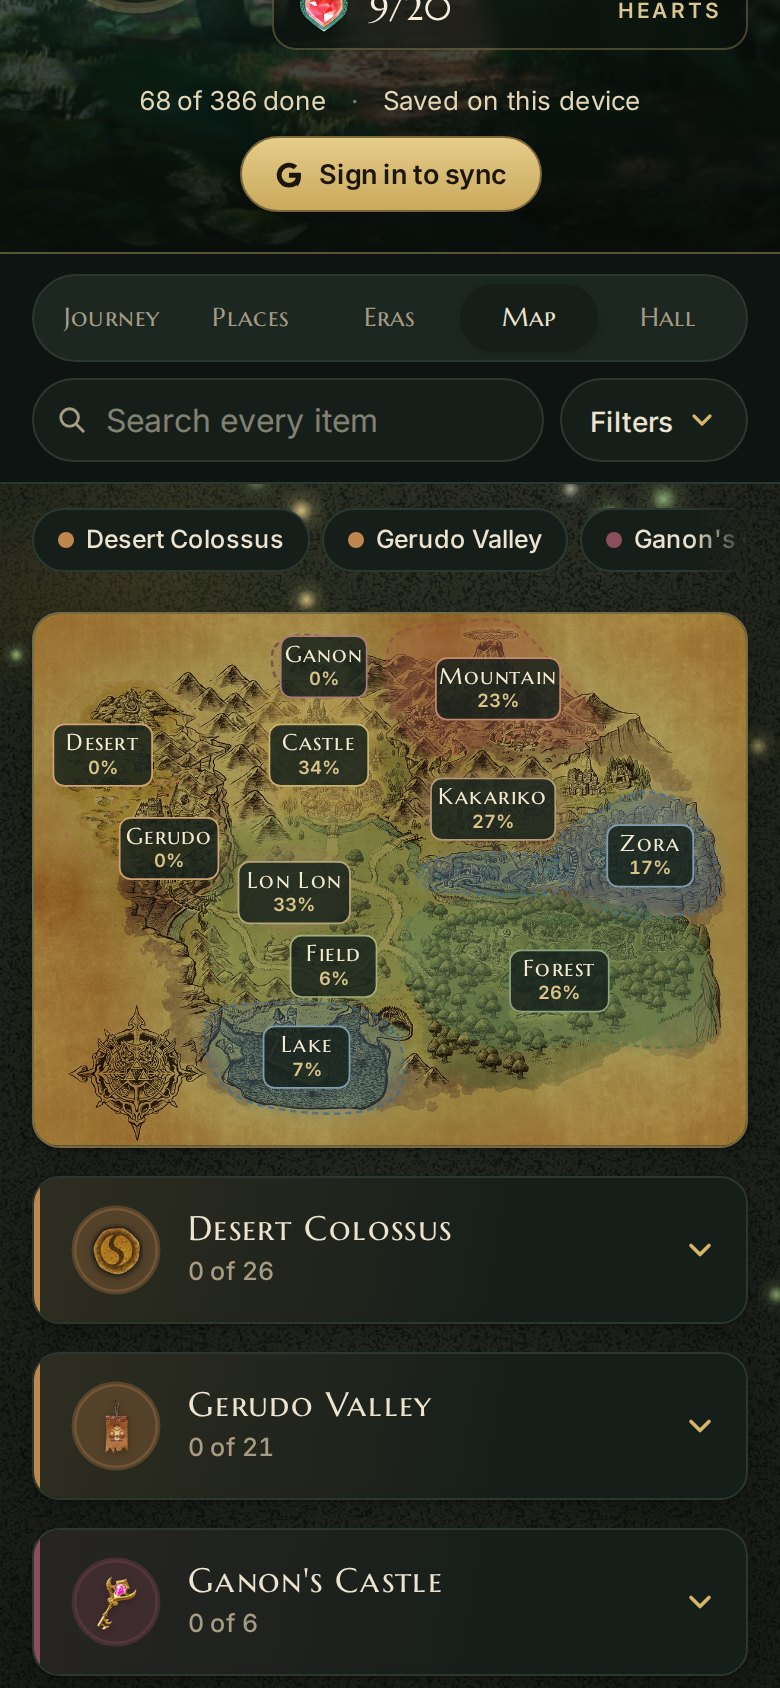 9/20
HEARTS
68 of 386 done · Saved on this device
G Sign in to sync
Journey Places Eras Map Hall
Search every item
Filters
Desert Colossus
Gerudo Valley
Ganon's
Ganon
0%
Mountain
23%
Desert
0%
Castle
34%
Kakariko
27%
Gerudo
0%
Zora
17%
Lon Lon
33%
Field
6%
Forest
26%
Lake
7%
Desert Colossus
0 of 26
Gerudo Valley
0 of 21
Ganon's Castle
0 of 6